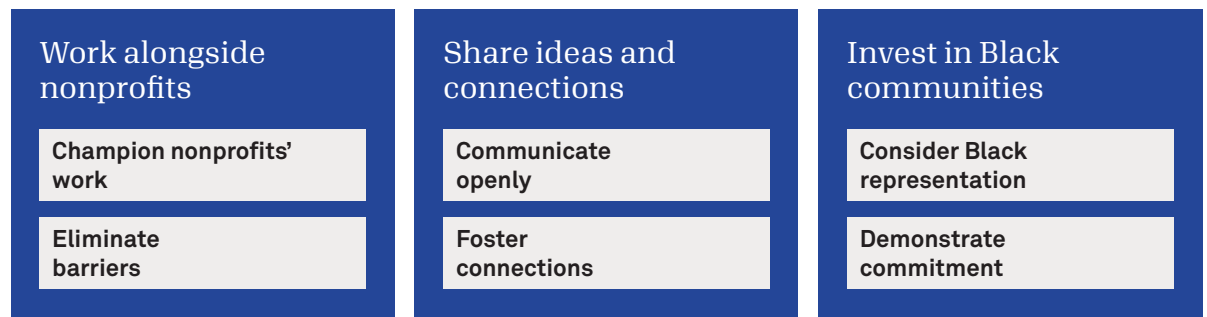 Work alongside
nonprofits
Champion nonprofits’
work
Eliminate
barriers
Share ideas and
connections
Communicate
openly
Foster
connections
Invest in Black
communities
Consider Black
representation
Demonstrate
commitment